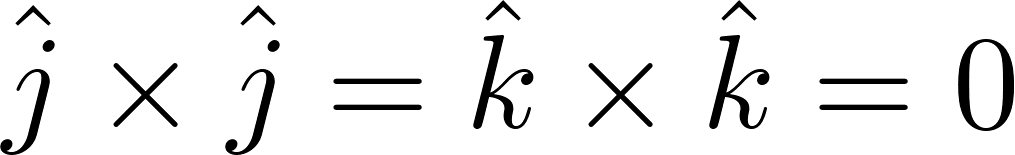 ĵ × ĵ = k̂ × k̂ = 0